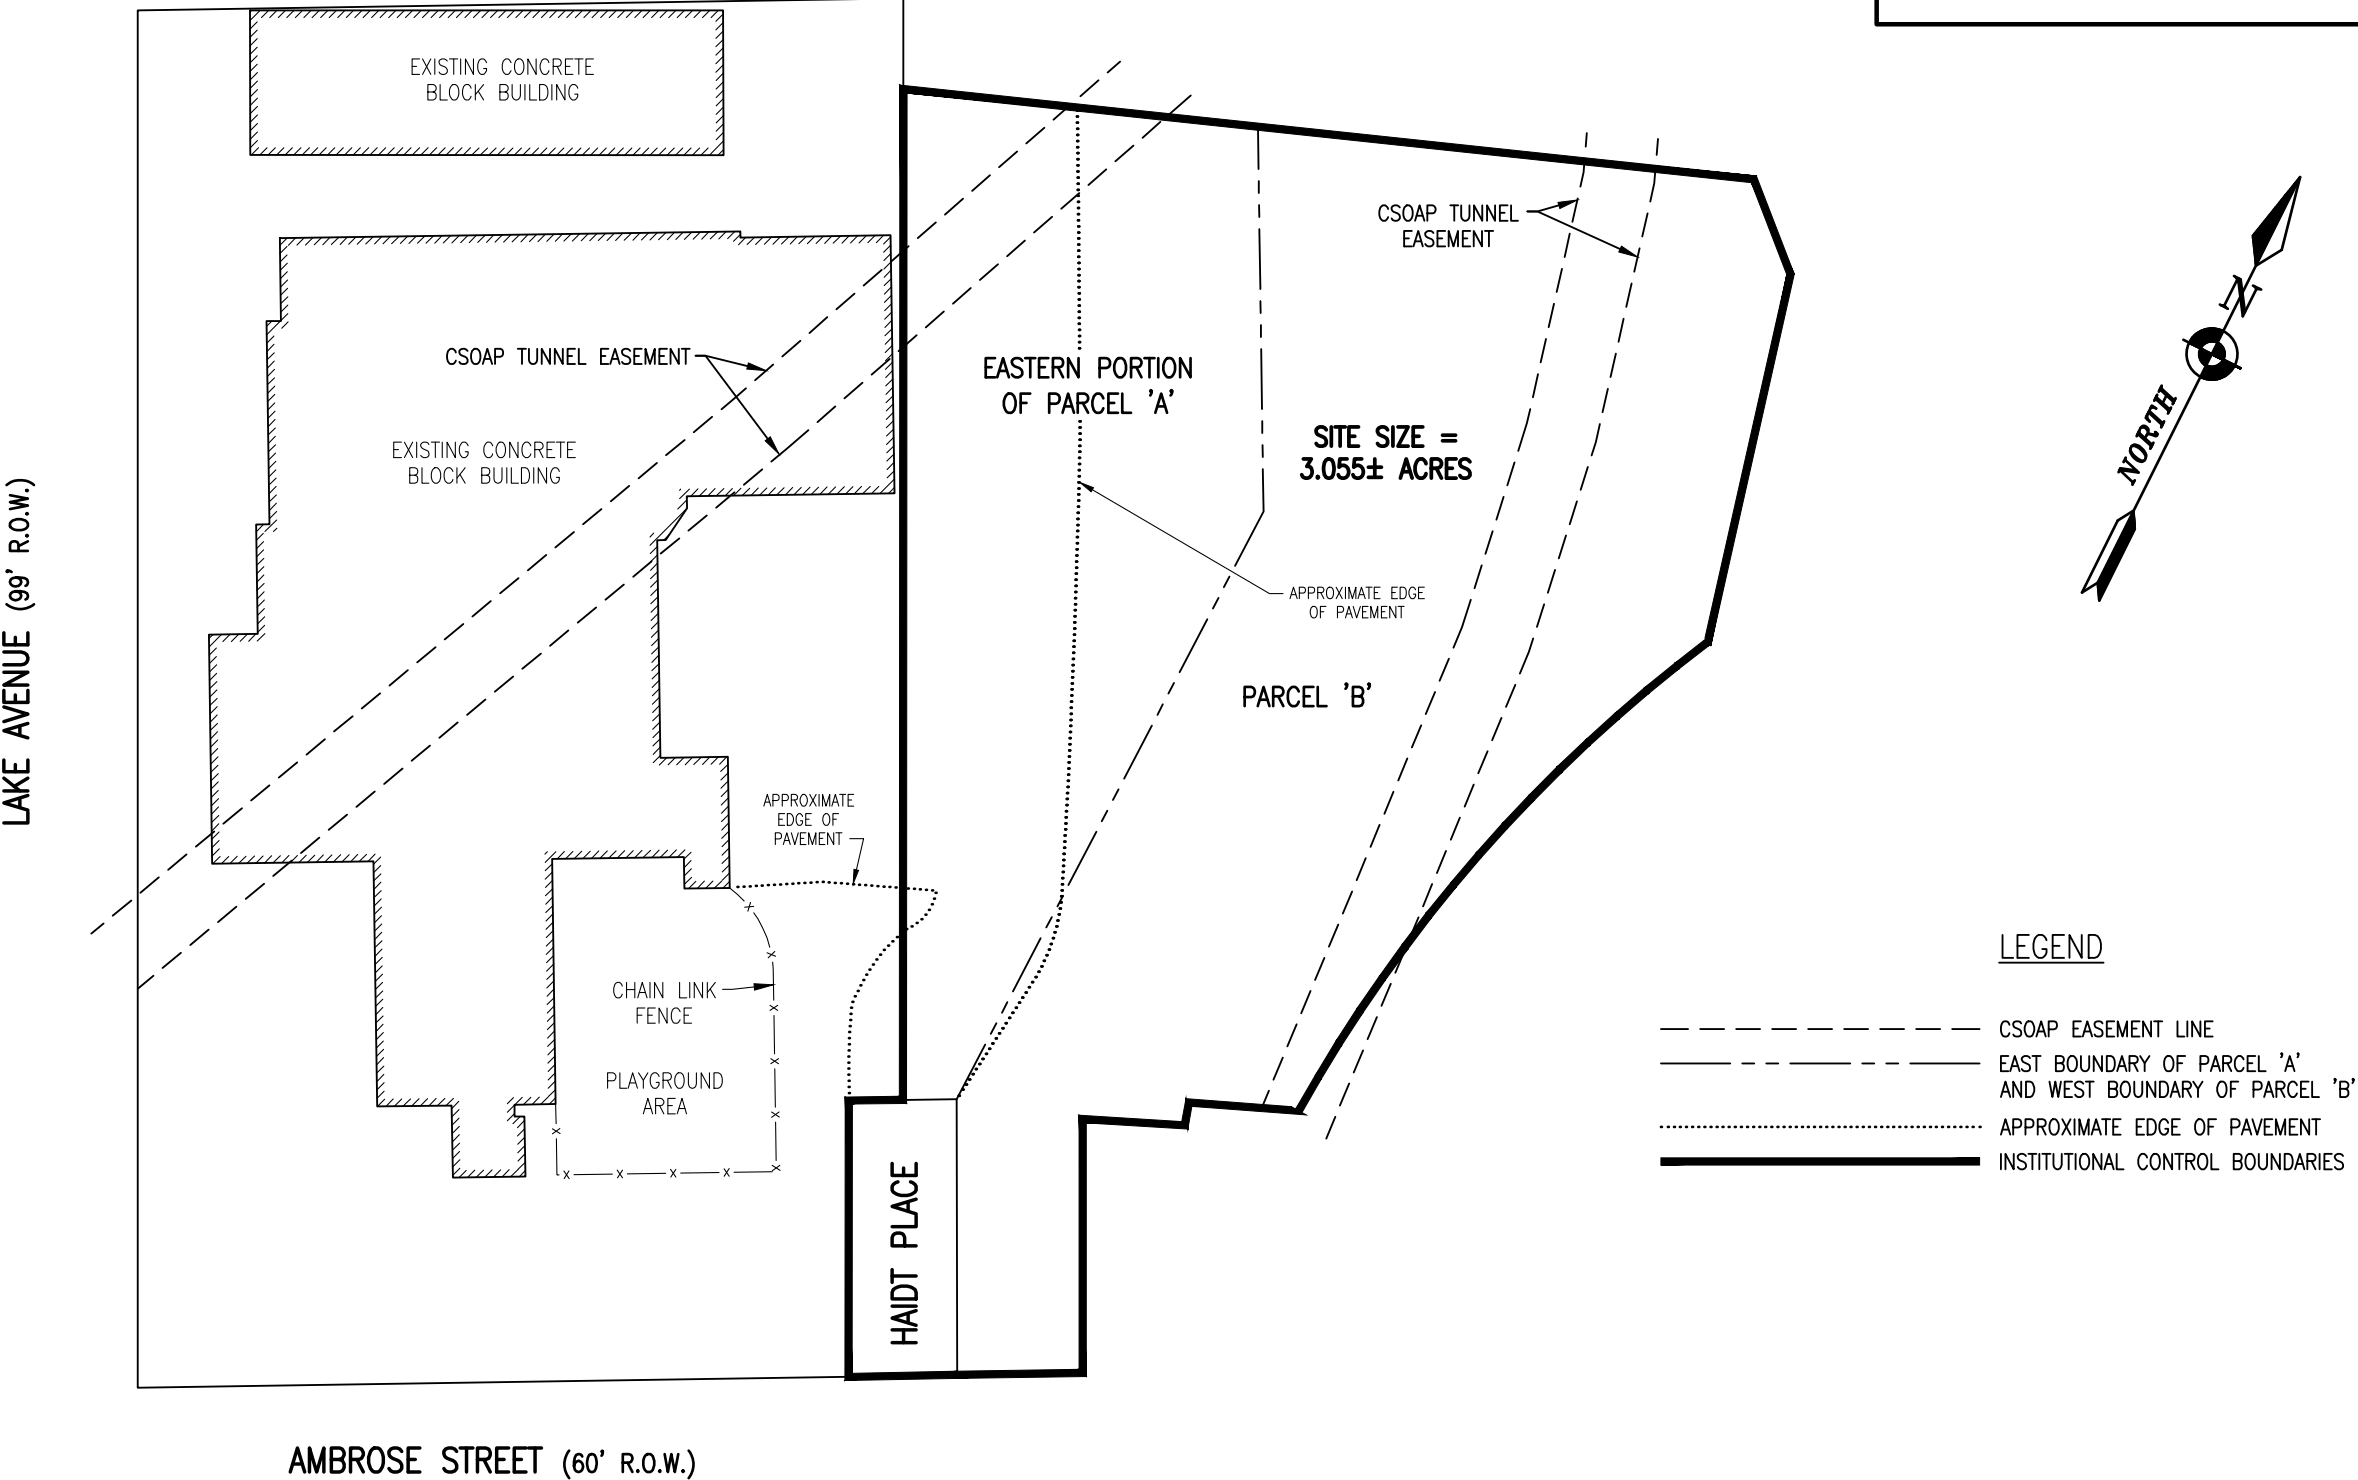 EXISTING CONCRETE
BLOCK BUILDING
CSOAP TUNNEL
EASEMENT
CSOAP TUNNEL EASEMENT
EASTERN PORTION
OF PARCEL 'A'
N
NORTH
EXISTING CONCRETE
BLOCK BUILDING
SITE SIZE =
3.055± ACRES
LAKE AVENUE (99' R.O.W.)
APPROXIMATE EDGE
OF PAVEMENT
PARCEL 'B'
APPROXIMATE
EDGE OF
PAVEMENT
CHAIN LINK
FENCE
PLAYGROUND
AREA
HAIDT PLACE
LEGEND
CSOAP EASEMENT LINE
EAST BOUNDARY OF PARCEL 'A'
AND WEST BOUNDARY OF PARCEL 'B'
APPROXIMATE EDGE OF PAVEMENT
INSTITUTIONAL CONTROL BOUNDARIES
AMBROSE STREET (60' R.O.W.)